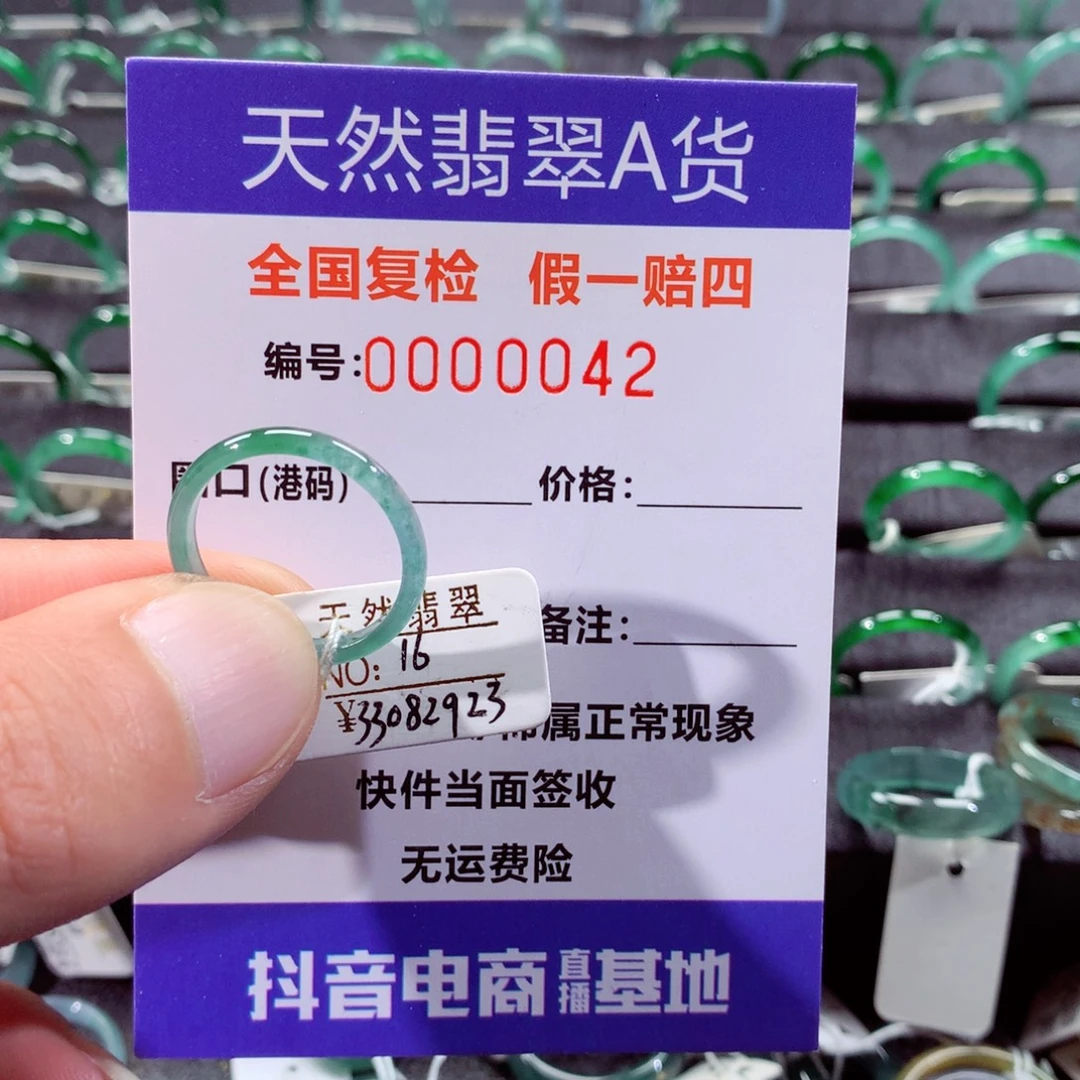 天然翡翠A货
全国复检 假一赔四
编号:0000042
圈口(港码) 价格:
备注:
天然翡翠
NO: 16
¥33082923
属正常现象
快件当面签收
无运费险
抖音电商直播基地